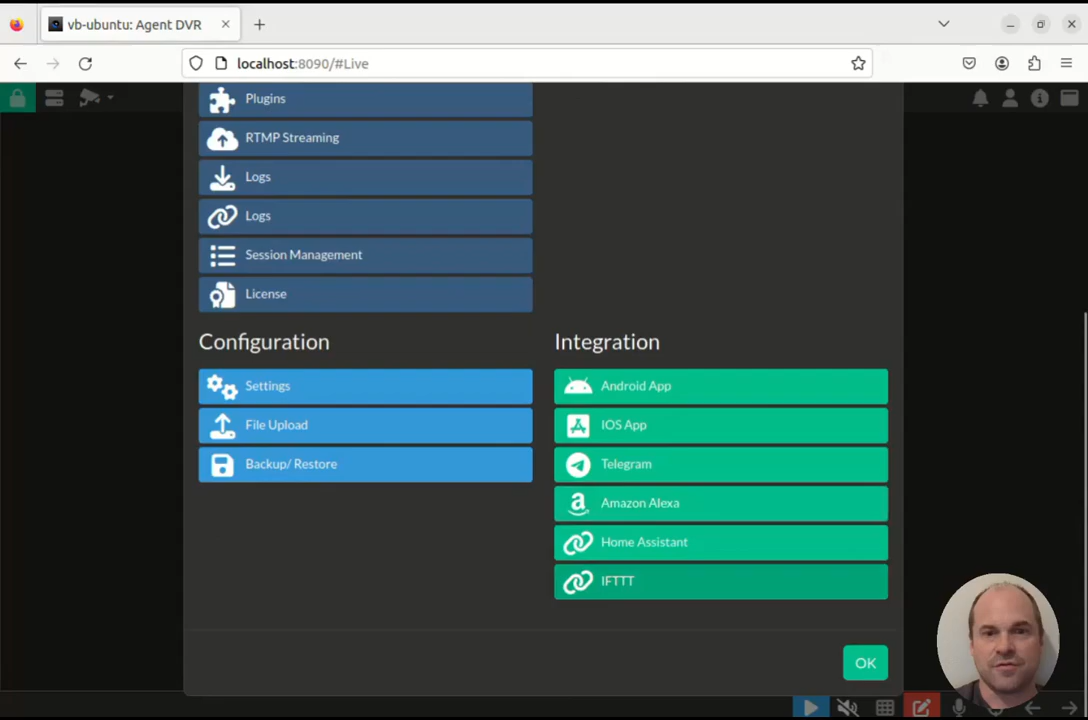 vb-ubuntu: Agent DVR
localhost:8090/#Live
Plugins
RTMP Streaming
Logs
Logs
Session Management
License
Configuration
Integration
Settings
Android App
File Upload
IOS App
Backup/ Restore
Telegram
Amazon Alexa
Home Assistant
IFTTT
OK